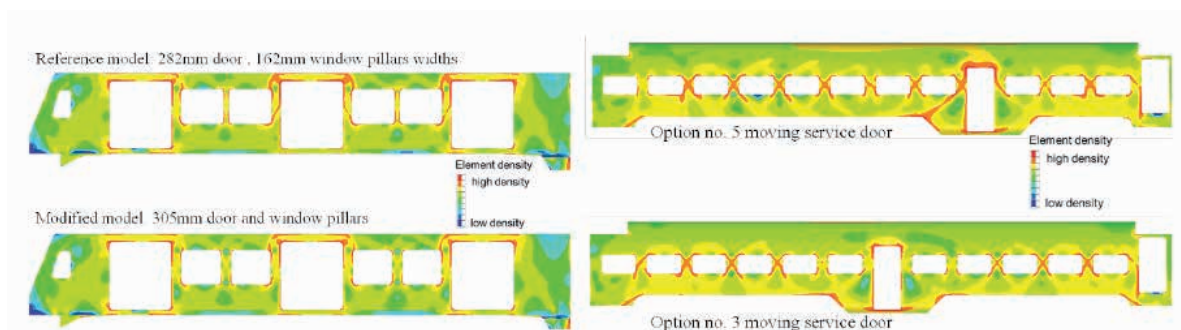 Reference model 282mm door , 162mm window pillars widths
Element density
high density
low density
Modified model 305mm door and window pillars
Option no. 5 moving service door
Element density
high density
low density
Option no. 3 moving service door